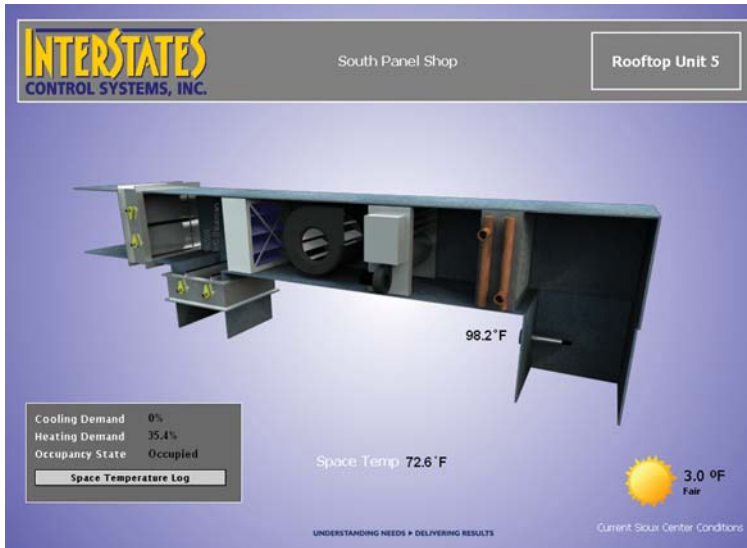 INTERSTATES
CONTROL SYSTEMS, INC.
South Panel Shop
Rooftop Unit 5
98.2°F
Cooling Demand 0%
Heating Demand 35.4%
Occupancy State Occupied
Space Temperature Log
Space Temp 72.6°F
3.0 ºF
Fair
Current Sioux Center Conditions
UNDERSTANDING NEEDS ▶ DELIVERING RESULTS